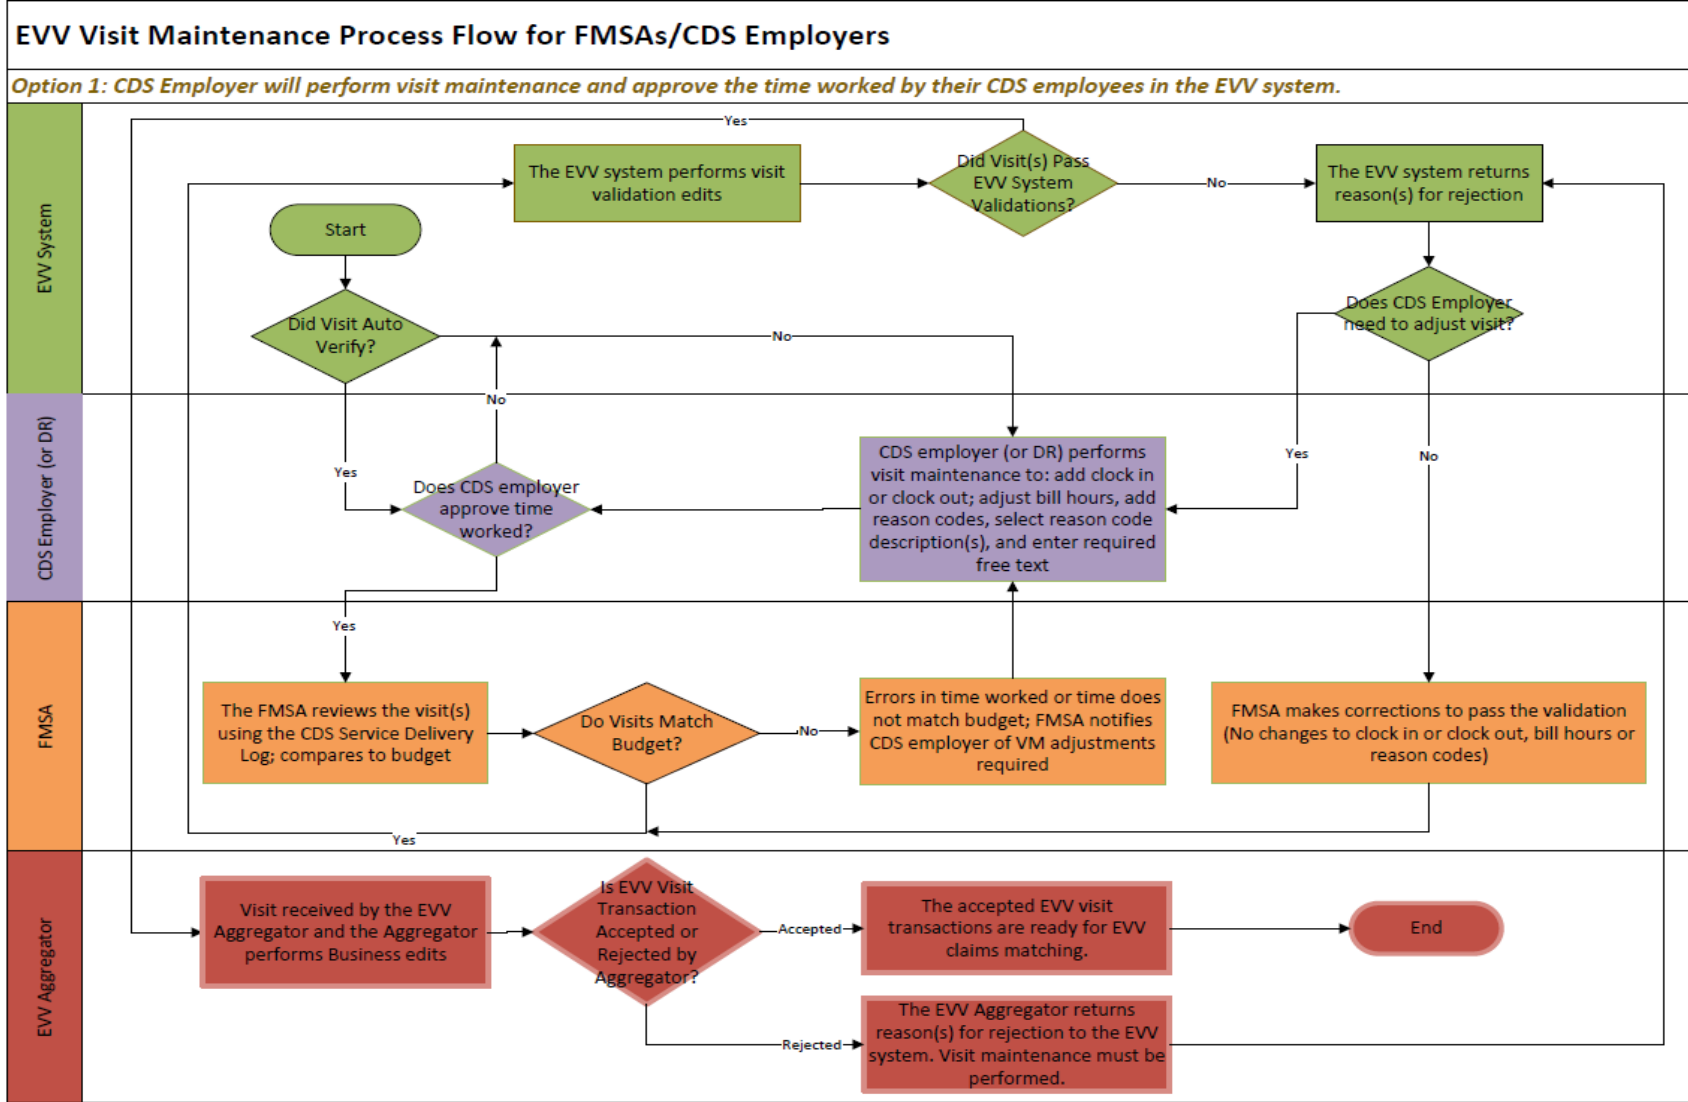 EVV Visit Maintenance Process Flow for FMSAs/CDS Employers
Option 1: CDS Employer will perform visit maintenance and approve the time worked by their CDS employees in the EVV system.
EVV System
Yes
The EVV system performs visit
validation edits
Did Visit(s) Pass
EVV System
Validations?
No
The EVV system returns
reason(s) for rejection
Start
Did Visit Auto
Verify?
No
Does CDS Employer
need to adjust visit?
CDS Employer (or DR)
No
Yes
Does CDS employer
approve time
worked?
CDS employer (or DR) performs
visit maintenance to: add clock in
or clock out; adjust bill hours, add
reason codes, select reason code
description(s), and enter required
free text
Yes
No
FMSA
Yes
The FMSA reviews the visit(s)
using the CDS Service Delivery
Log; compares to budget
Do Visits Match
Budget?
No
Errors in time worked or time does
not match budget; FMSA notifies
CDS employer of VM adjustments
required
FMSA makes corrections to pass the validation
(No changes to clock in or clock out, bill hours or
reason codes)
Yes
EVV Aggregator
Visit received by the EVV
Aggregator and the Aggregator
performs Business edits
Is EVV Visit
Transaction
Accepted or
Rejected by
Aggregator?
Accepted
The accepted EVV visit
transactions are ready for EVV
claims matching.
End
Rejected
The EVV Aggregator returns
reason(s) for rejection to the EVV
system. Visit maintenance must be
performed.